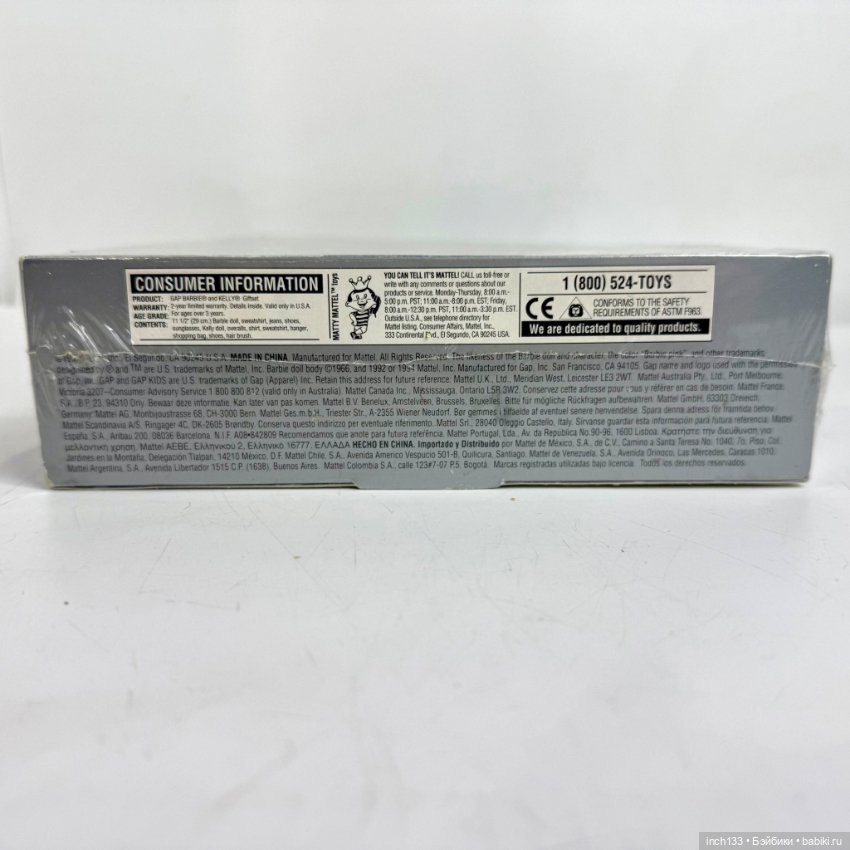 CONSUMER INFORMATION
PRODUCT: GAP BARBIE® and KELLY® Giftset
WARRANTY: 2-year limited warranty. Details inside. Valid only in U.S.A.
AGE GRADE: For ages over 3 years.
CONTENTS: 11 1/2" (29 cm.) Barbie doll, sweatshirt, jeans, shoes,
sunglasses, Kelly doll, overalls, shirt, sweatshirt, hanger,
shopping bag, shoes, hair brush.
MATTY MATTEL™ toys
YOU CAN TELL IT'S MATTEL! CALL us toll-free or
write with any comments or questions about our
products or service. Monday-Thursday, 8:00 a.m.-
5:00 p.m. PST; 11:00 a.m.-8:00 p.m. EST; Friday,
8:00 a.m.-12:30 p.m. PST; 11:00 a.m.-3:30 p.m. EST.
Outside U.S.A., see telephone directory for
Mattel listing. Consumer Affairs, Mattel, Inc.,
333 Continental Blvd., El Segundo, CA 90245 USA.
1 (800) 524-TOYS
CE
CONFORMS TO THE SAFETY
REQUIREMENTS OF ASTM F963.
We are dedicated to quality products.
Inc., El Segundo, CA 90245 U.S.A. MADE IN CHINA. Manufactured for Mattel. All Rights Reserved. The likeness of the Barbie doll and character, the color "Barbie pink", and other trademarks
designated by ® and ™ are U.S. trademarks of Mattel, Inc. Barbie doll body ©1966, and 1992 or 1994 Mattel, Inc. Manufactured for Gap, Inc. San Francisco, CA 94105. Gap name and logo used with the permission
of Gap, Inc. GAP and GAP KIDS are U.S. trademarks of Gap (Apparel) Inc. Retain this address for future reference. Mattel U.K., Ltd., Meridian West, Leicester LE3 2WT. Mattel Australia Pty., Ltd., Port Melbourne,
Victoria 3207-Consumer Advisory Service 1 800 800 812 (valid only in Australia). Mattel Canada Inc., Mississauga, Ontario L5R 3W2. Conservez cette adresse pour vous y référer en cas de besoin. Mattel France,
S.A., B.P. 23, 94310 Orly. Bewaar deze informatie. Kan later van pas komen. Mattel B.V. Benelux, Amstelveen, Brussels, Bruxelles. Bitte für mögliche Rückfragen aufbewahren. Mattel GmbH, 63303 Dreieich,
Germany. Mattel AG, Monbijoustrasse 68, CH-3000 Bern. Mattel Ges.m.b.H., Triester Str., A-2355 Wiener Neudorf. Bør gemmes i tilfælde af eventuel senere henvendelse. Spara denna adress för framtida behov
Mattel Scandinavia A/S, Ringager 4C, DK-2605 Brøndby. Conserva questo indirizzo per eventuale riferimento. Mattel Srl., 28040 Oleggio Castello, Italy. Sírvanse guardar esta información para futura referencia. Mattel
España, S.A., Aribau 200, 08036 Barcelona. N.I.F. A08-842809 Recomendamos que anote para futura referência. Mattel Portugal, Lda., Av. da República No. 90-96, 1600 Lisboa. Κρατήστε την διεύθυνση για
μελλοντική χρήση. Mattel AEBE, Ελληνικού 2, Ελληνικό 16777, ΕΛΛΑΔΑ HECHO EN CHINA. Importado y Distribuido por Mattel de México, S.A., de C.V., Camino a Santa Teresa No. 1040, 7o. Piso, Col.
Jardines en la Montaña, Delegación Tlalpan, 14210 México, D.F. Mattel Chile, S.A., Avenida Americo Vespucio 501-B, Quilicura, Santiago. Mattel de Venezuela, S.A., Avenida Orinoco, Las Mercedes, Caracas 1010.
Mattel Argentina, S.A., Avenida Libertador 1515 C.P. (1638), Buenos Aires. Mattel Colombia S.A., calle 123#7-07 P.5, Bogotá. Marcas registradas utilizadas bajo licencia. Todos los derechos reservados.
inch133 • Бэйбики • babiki.ru